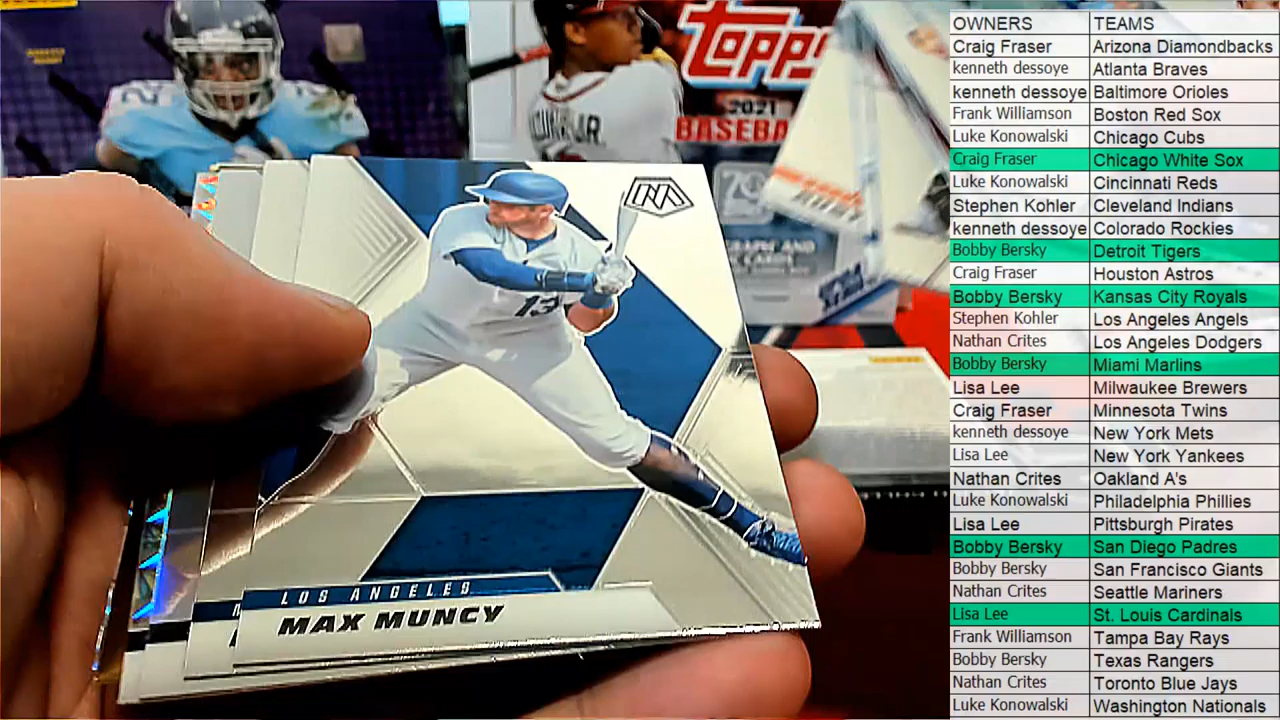 topps
2021
BASEBA
70
GRAPH AND
CARDS
13
LOS ANGELES
MAX MUNCY
OWNERS TEAMS
Craig Fraser Arizona Diamondbacks
kenneth dessoye Atlanta Braves
kenneth dessoye Baltimore Orioles
Frank Williamson Boston Red Sox
Luke Konowalski Chicago Cubs
Craig Fraser Chicago White Sox
Luke Konowalski Cincinnati Reds
Stephen Kohler Cleveland Indians
kenneth dessoye Colorado Rockies
Bobby Bersky Detroit Tigers
Craig Fraser Houston Astros
Bobby Bersky Kansas City Royals
Stephen Kohler Los Angeles Angels
Nathan Crites Los Angeles Dodgers
Bobby Bersky Miami Marlins
Lisa Lee Milwaukee Brewers
Craig Fraser Minnesota Twins
kenneth dessoye New York Mets
Lisa Lee New York Yankees
Nathan Crites Oakland A's
Luke Konowalski Philadelphia Phillies
Lisa Lee Pittsburgh Pirates
Bobby Bersky San Diego Padres
Bobby Bersky San Francisco Giants
Nathan Crites Seattle Mariners
Lisa Lee St. Louis Cardinals
Frank Williamson Tampa Bay Rays
Bobby Bersky Texas Rangers
Nathan Crites Toronto Blue Jays
Luke Konowalski Washington Nationals